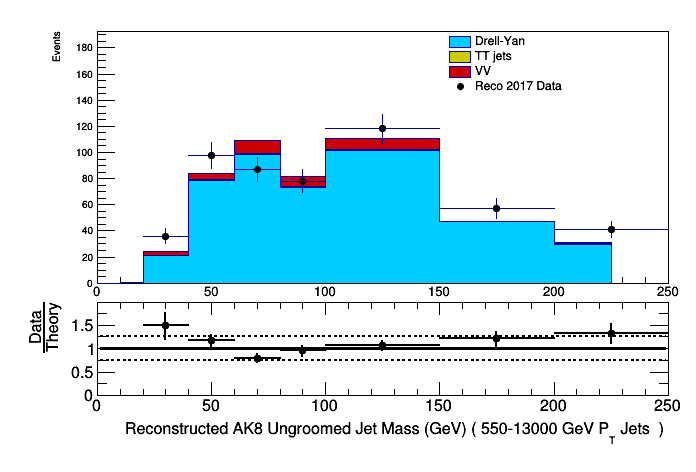 Events
180
160
140
120
100
80
60
40
20
0
Drell-Yan
TT jets
VV
Reco 2017 Data
0 50 100 150 200 250
Data
Theory
1.5
1
0.5
0
0 50 100 150 200 250
Reconstructed AK8 Ungroomed Jet Mass (GeV) ( 550-13000 GeV P_T Jets )